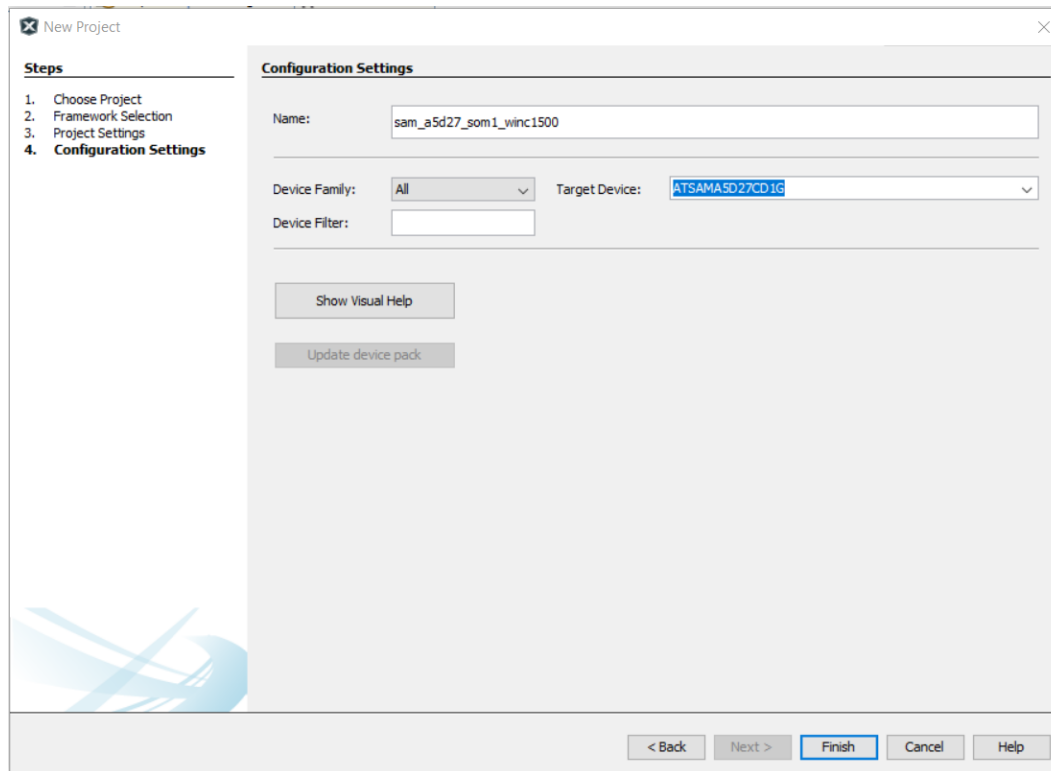 New Project
Steps
1. Choose Project
2. Framework Selection
3. Project Settings
4. Configuration Settings
Configuration Settings
Name: sam_a5d27_som1_winc1500
Device Family: All Target Device: ATSAMA5D27CD1G
Device Filter:
Show Visual Help
Update device pack
< Back Next > Finish Cancel Help